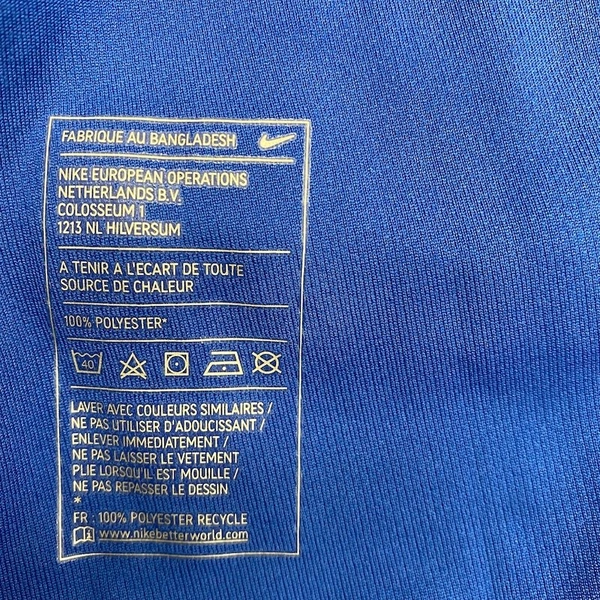 FABRIQUE AU BANGLADESH
NIKE EUROPEAN OPERATIONS
NETHERLANDS B.V.
COLOSSEUM 1
1213 NL HILVERSUM
A TENIR A L'ECART DE TOUTE
SOURCE DE CHALEUR
100% POLYESTER*
40
LAVER AVEC COULEURS SIMILAIRES /
NE PAS UTILISER D'ADOUCISSANT /
ENLEVER IMMEDIATEMENT /
NE PAS LAISSER LE VETEMENT
PLIE LORSQU'IL EST MOUILLE /
NE PAS REPASSER LE DESSIN
*
FR : 100% POLYESTER RECYCLE
www.nikebetterworld.com